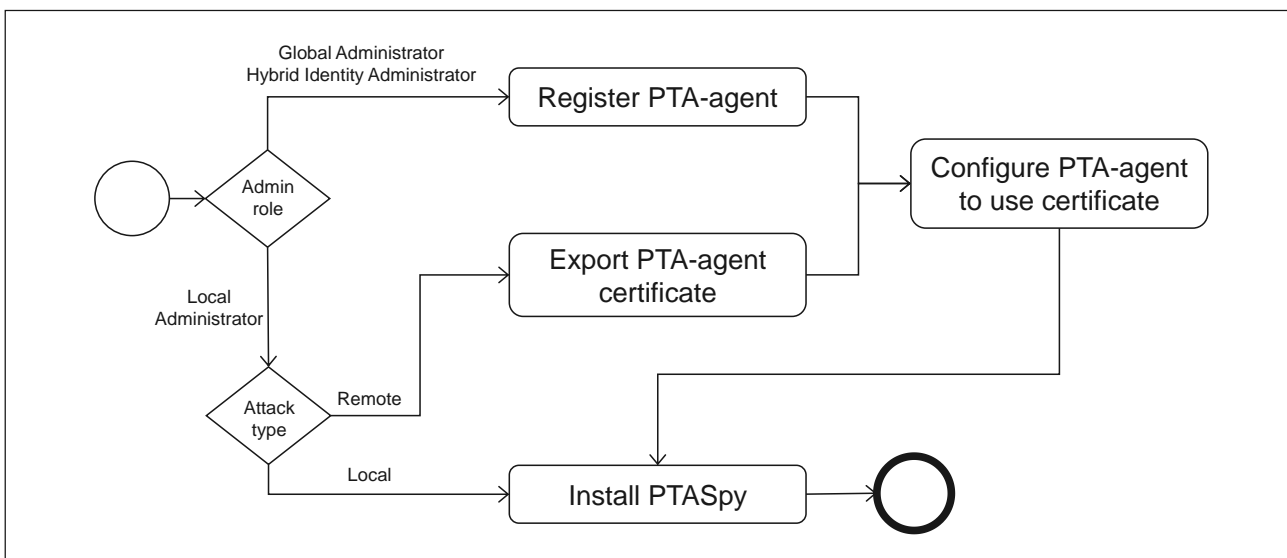 Global Administrator
Hybrid Identity Administrator
Register PTA-agent
Admin
role
Configure PTA-agent
to use certificate
Export PTA-agent
certificate
Local
Administrator
Attack
type
Remote
Local
Install PTASpy